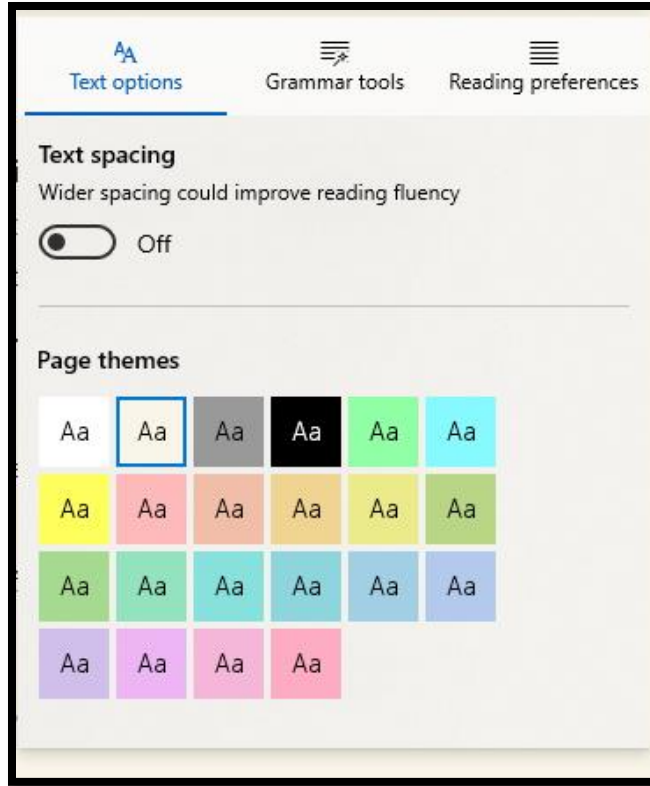 Text options Grammar tools Reading preferences
Text spacing
Wider spacing could improve reading fluency
Off
Page themes
Aa Aa Aa Aa Aa Aa
Aa Aa Aa Aa Aa Aa
Aa Aa Aa Aa Aa Aa
Aa Aa Aa Aa